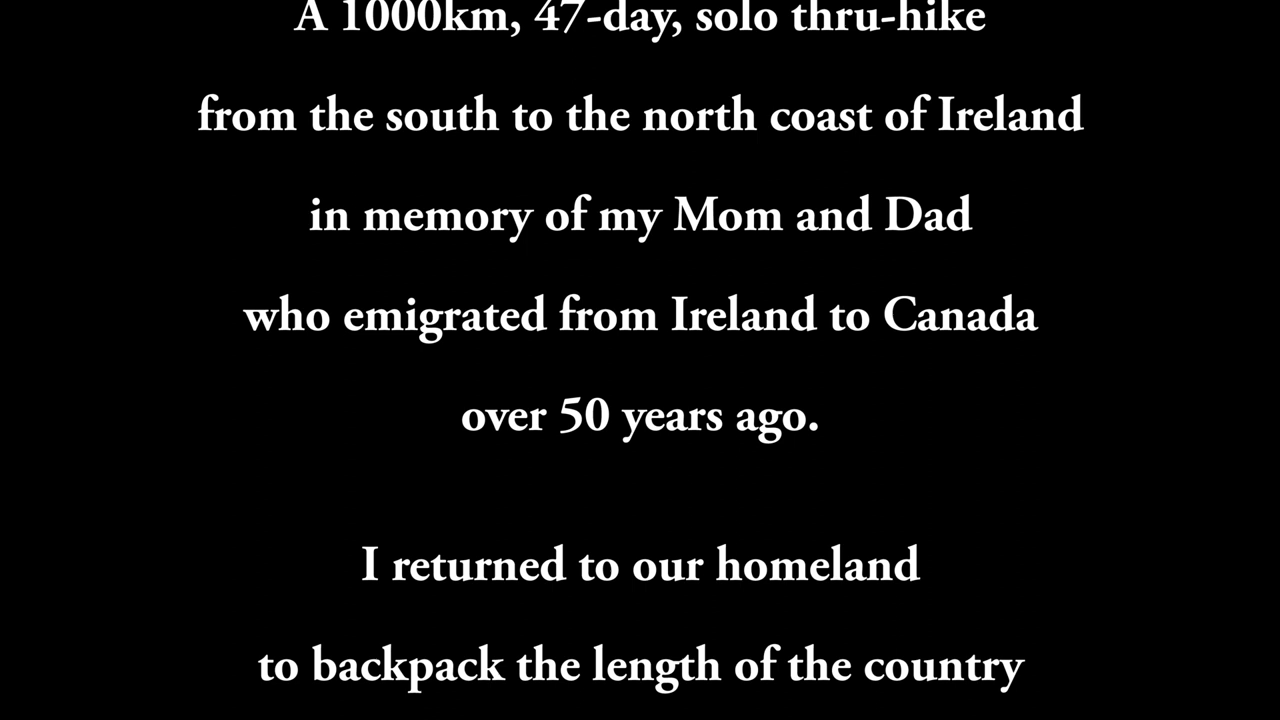 A 1000km, 47-day, solo thru-hike
from the south to the north coast of Ireland
in memory of my Mom and Dad
who emigrated from Ireland to Canada
over 50 years ago.
I returned to our homeland
to backpack the length of the country